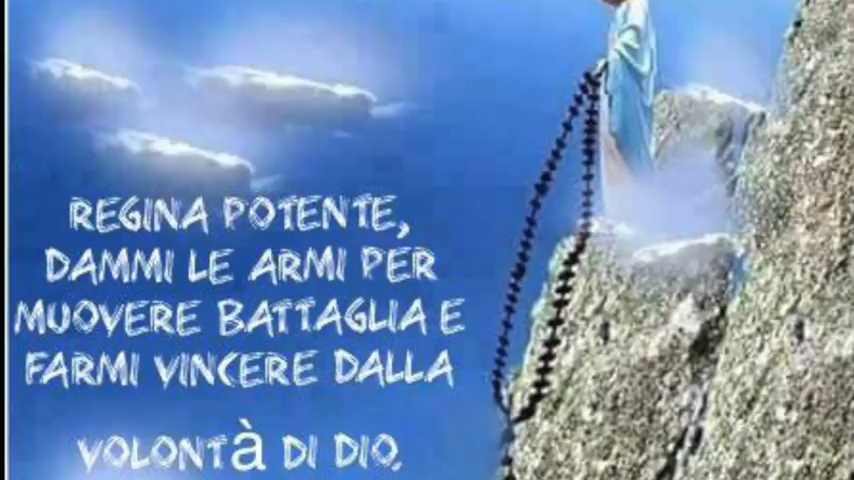 REGINA POTENTE,
DAMMI LE ARMI PER
MUOVERE BATTAGLIA E
FARMI VINCERE DALLA
VOLONTà DI DIO.